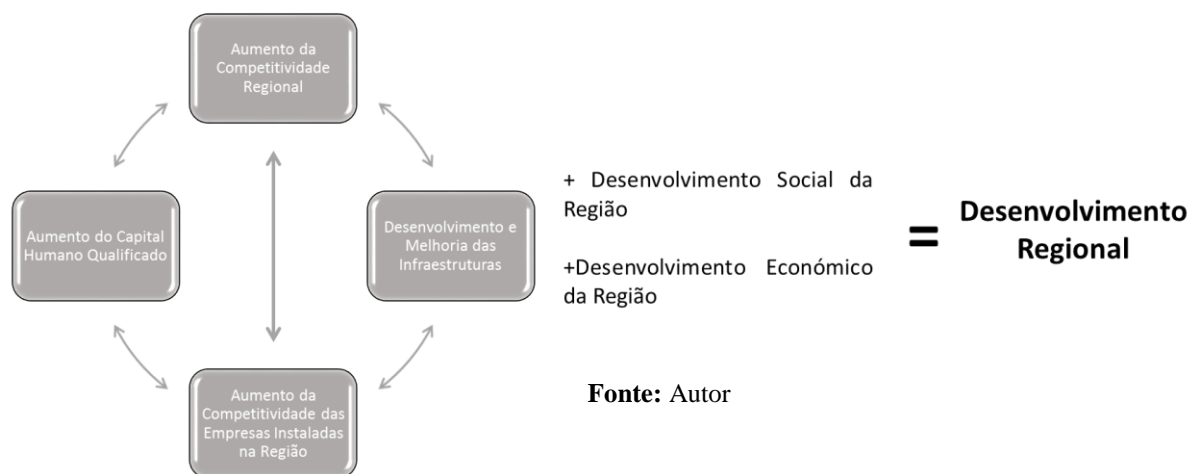 Aumento da
Competitividade
Regional
Aumento do Capital
Humano Qualificado
Desenvolvimento e
Melhoria das
Infraestruturas
Aumento da
Competitividade das
Empresas Instaladas
na Região
+ Desenvolvimento Social da
Região
+Desenvolvimento Económico
da Região
=
Desenvolvimento
Regional
Fonte: Autor